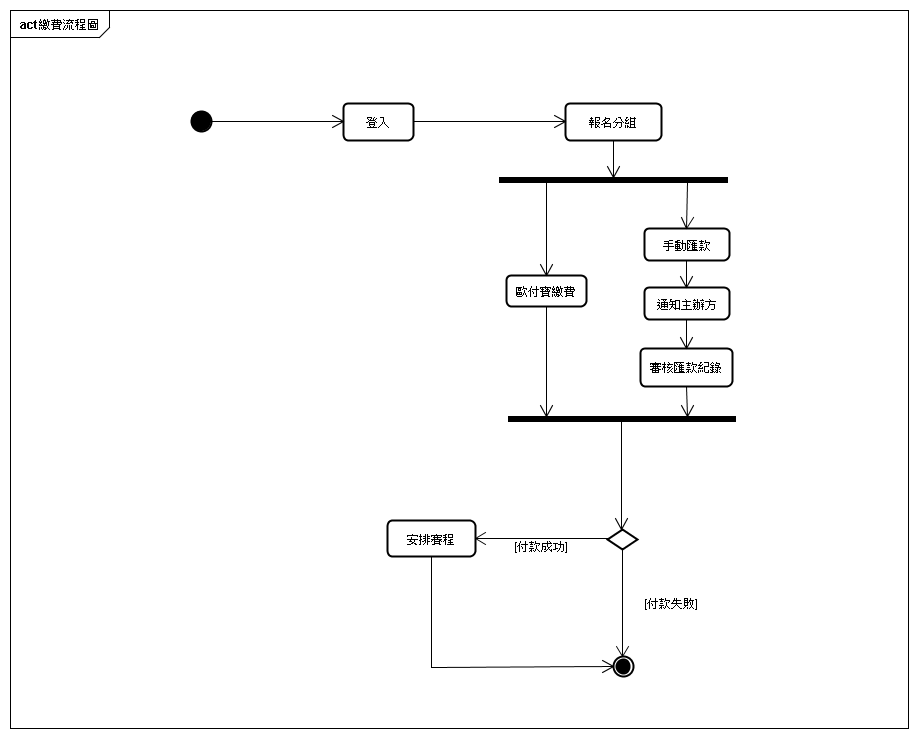 act繳費流程圖
登入
報名分組
手動匯款
歐付寶繳費
通知主辦方
審核匯款紀錄
安排賽程
[付款成功]
[付款失敗]